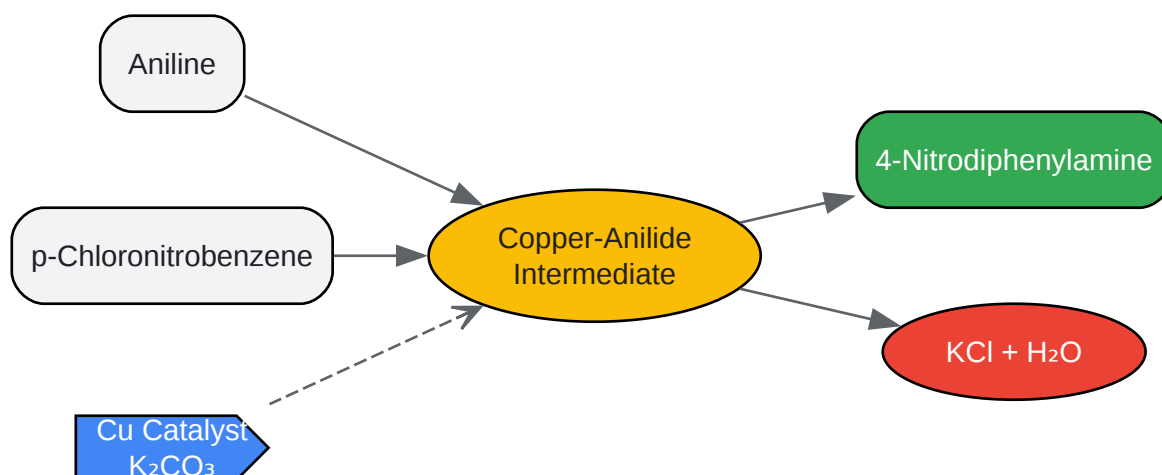 Aniline
p-Chloronitrobenzene
Cu Catalyst
K₂CO₃
Copper-Anilide
Intermediate
4-Nitrodiphenylamine
KCl + H₂O